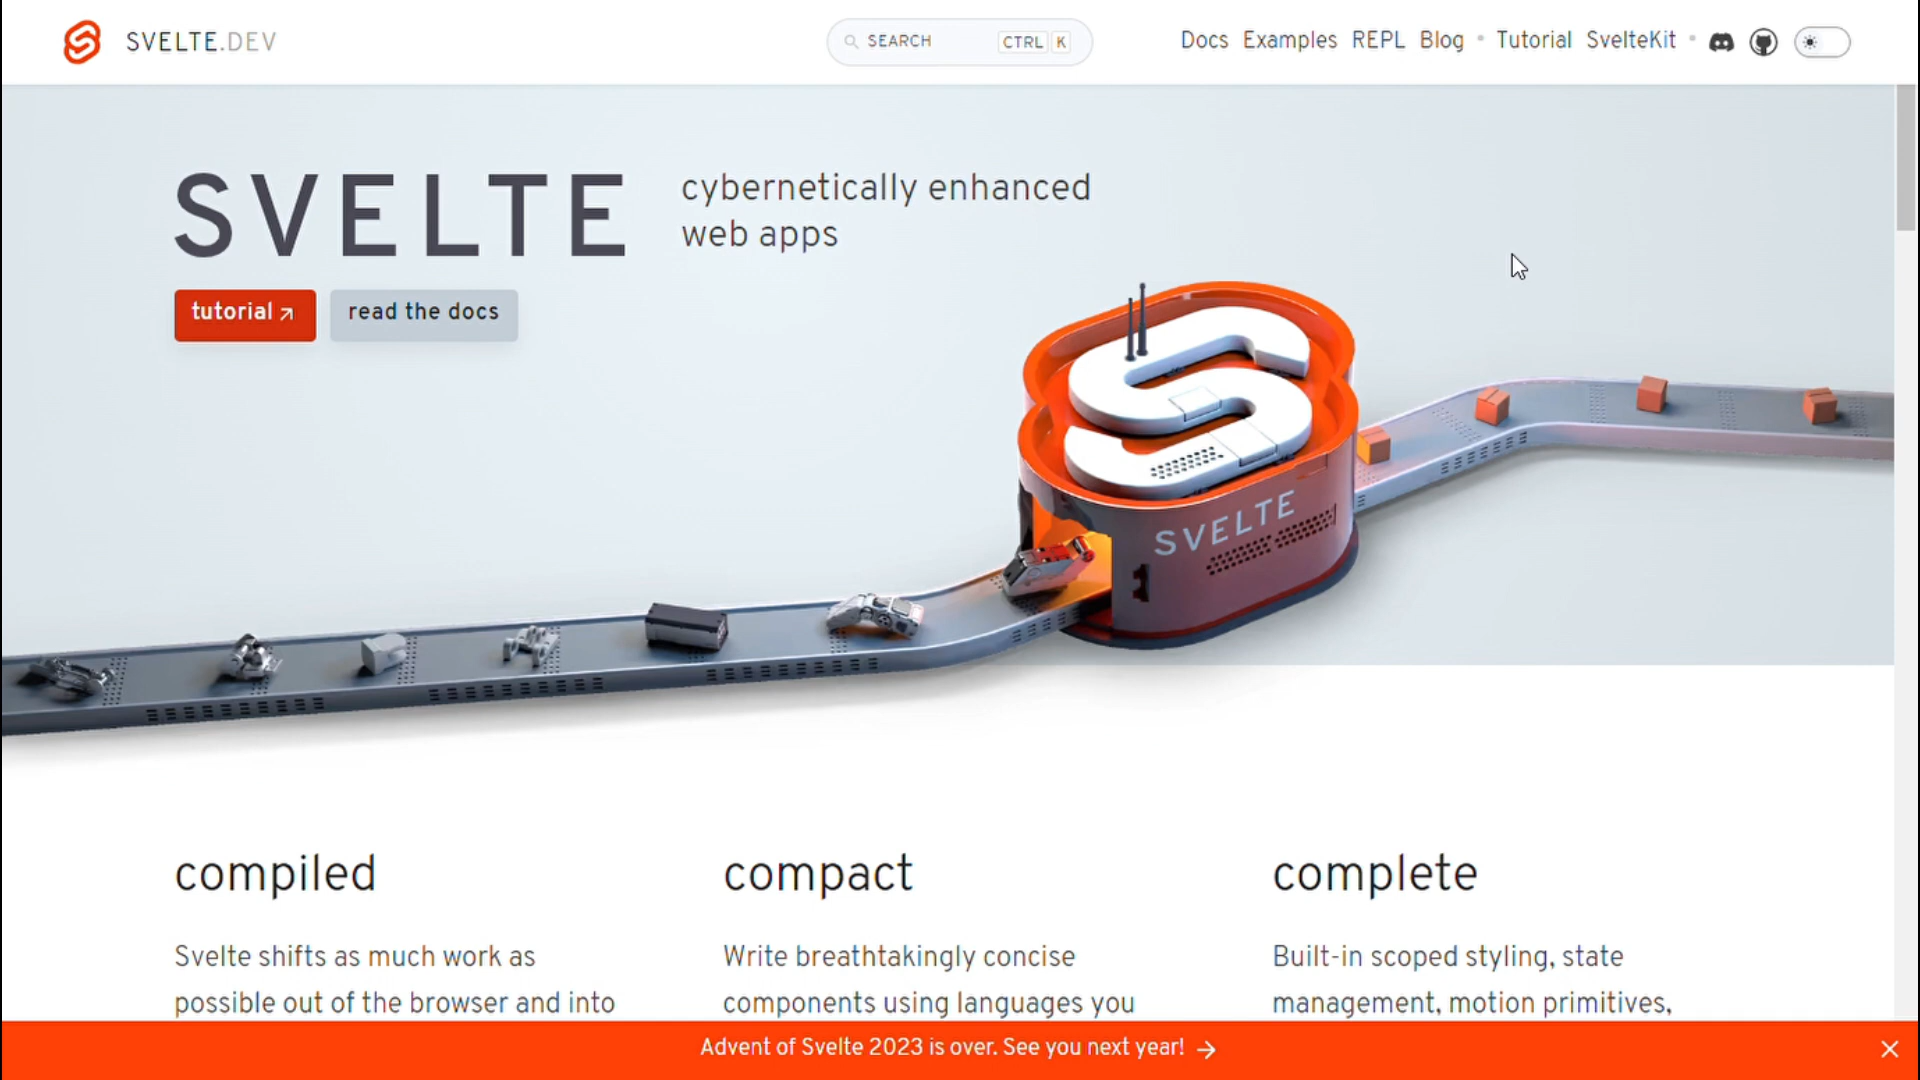 SVELTE.DEV
SEARCH CTRL K
Docs Examples REPL Blog • Tutorial SvelteKit •
SVELTE
cybernetically enhanced
web apps
tutorial
read the docs
SVELTE
compiled
Svelte shifts as much work as
possible out of the browser and into
compact
Write breathtakingly concise
components using languages you
complete
Built-in scoped styling, state
management, motion primitives,
Advent of Svelte 2023 is over. See you next year! →